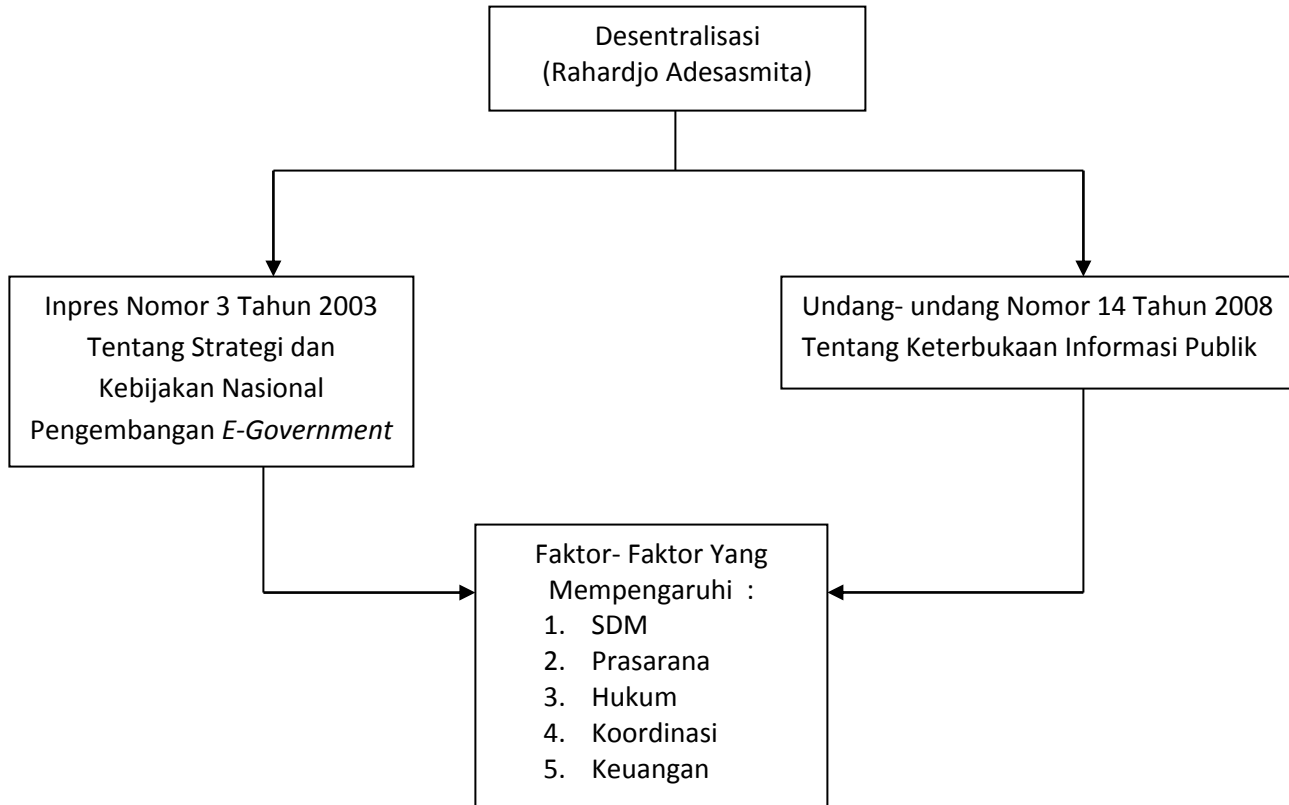 Desentralisasi
(Rahardjo Adesasmita)
Inpres Nomor 3 Tahun 2003
Tentang Strategi dan
Kebijakan Nasional
Pengembangan E-Government
Undang- undang Nomor 14 Tahun 2008
Tentang Keterbukaan Informasi Publik
Faktor- Faktor Yang
Mempengaruhi :
1. SDM
2. Prasarana
3. Hukum
4. Koordinasi
5. Keuangan